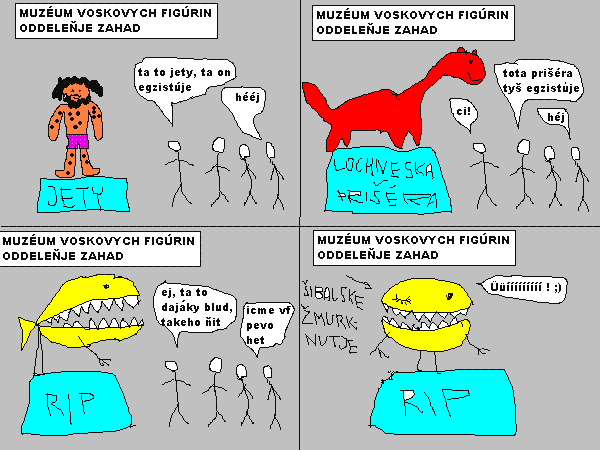 MUZÉUM VOSKOVYCH FIGÚRIN
ODDELEŇJE ZAHAD
ta to jety, ta on
egzistúje
hééj
JETY
MUZÉUM VOSKOVYCH FIGÚRIN
ODDELEŇJE ZAHAD
ci!
tota prišéra
tyš egzistúje
héj
LOCHNESKA
PRIŠÉRA
MUZÉUM VOSKOVYCH FIGÚRIN
ODDELEŇJE ZAHAD
ej, ta to
dajáky blud,
takeho ňit
icme vf
pevo
het
RIP
MUZÉUM VOSKOVYCH FIGÚRIN
ODDELEŇJE ZAHAD
ŠIBALSKE
ŽMURK-
NUTJE
Úúííííííííí ! ;)
RIP